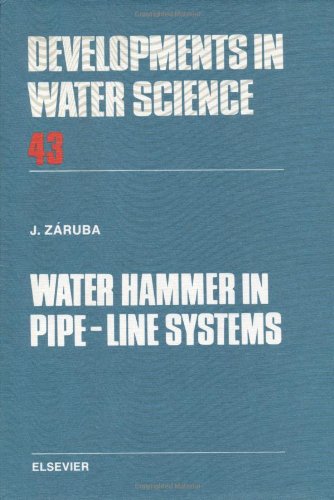 DEVELOPMENTS IN
WATER SCIENCE
43
J. ZÁRUBA
WATER HAMMER IN
PIPE-LINE SYSTEMS
ELSEVIER